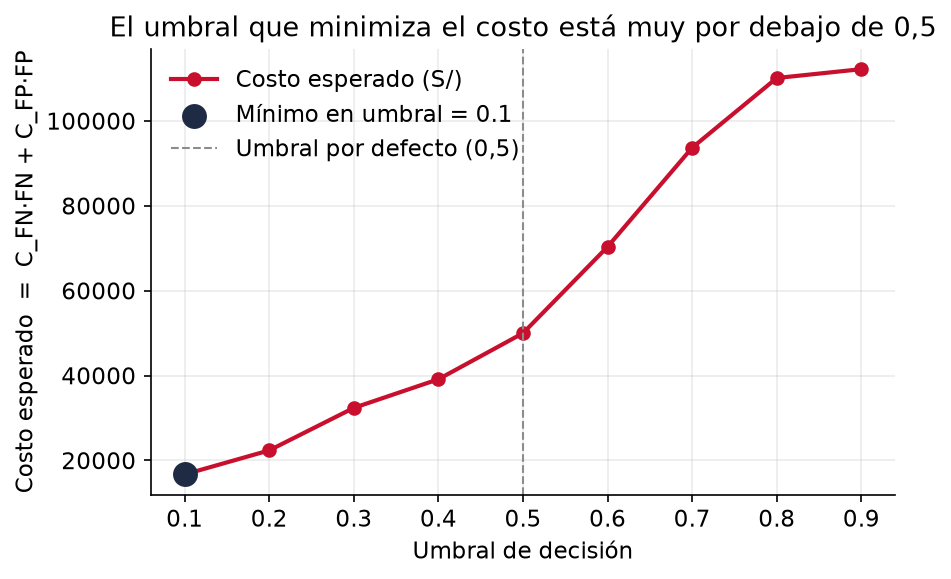 El umbral que minimiza el costo está muy por debajo de 0,5
Costo esperado = C_FN·FN + C_FP·FP
Costo esperado (S/)
Mínimo en umbral = 0.1
Umbral por defecto (0,5)
100000
80000
60000
40000
20000
0.1 0.2 0.3 0.4 0.5 0.6 0.7 0.8 0.9
Umbral de decisión